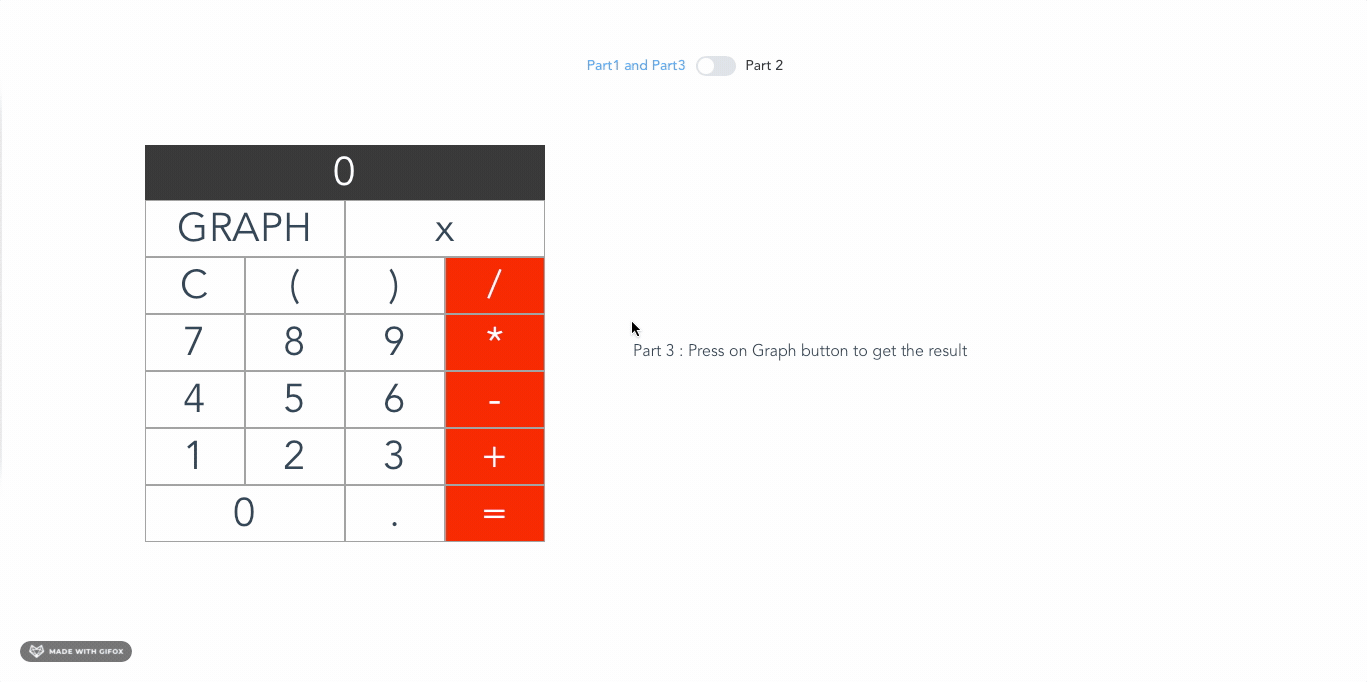 Part1 and Part3 Part 2
0
GRAPH x
C ( ) /
7 8 9 *
Part 3 : Press on Graph button to get the result
4 5 6 -
1 2 3 +
0 . =
MADE WITH GIFOX